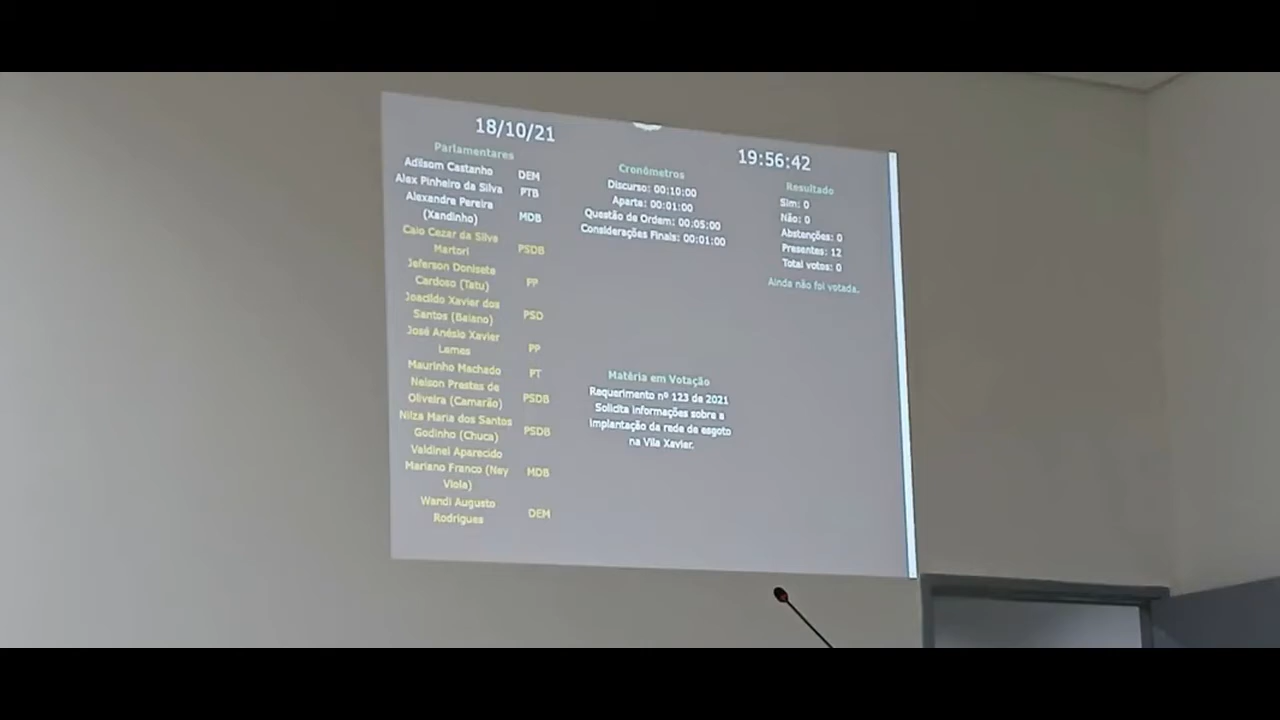 18/10/21
19:56:42
Parlamentares
Adilsom Castanho DEM
Alex Pinheiro da Silva PTB
Alexandre Pereira
(Xandinho) MDB
Caio Cezar da Silva
Martori PSDB
Jeferson Donisete
Cardoso (Tatu) PP
Joacildo Xavier dos
Santos (Baiano) PSD
José Anésio Xavier
Lemes PP
Maurinho Machado PT
Nelson Prestes de
Oliveira (Camarão) PSDB
Nilza Maria dos Santos
Godinho (Chuca) PSDB
Valdinei Aparecido
Mariano Franco (Ney
Viola) MDB
Wandi Augusto
Rodrigues DEM
Cronômetros
Discurso: 00:10:00
Aparte: 00:01:00
Questão de Ordem: 00:05:00
Considerações Finais: 00:01:00
Matéria em Votação
Requerimento nº 123 de 2021
Solicita informações sobre a
implantação da rede de esgoto
na Vila Xavier.
Resultado
Sim: 0
Não: 0
Abstenções: 0
Presentes: 12
Total votos: 0
Ainda não foi votada.